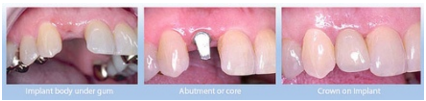 Implant body under gum
Abutment or core
Crown on Implant